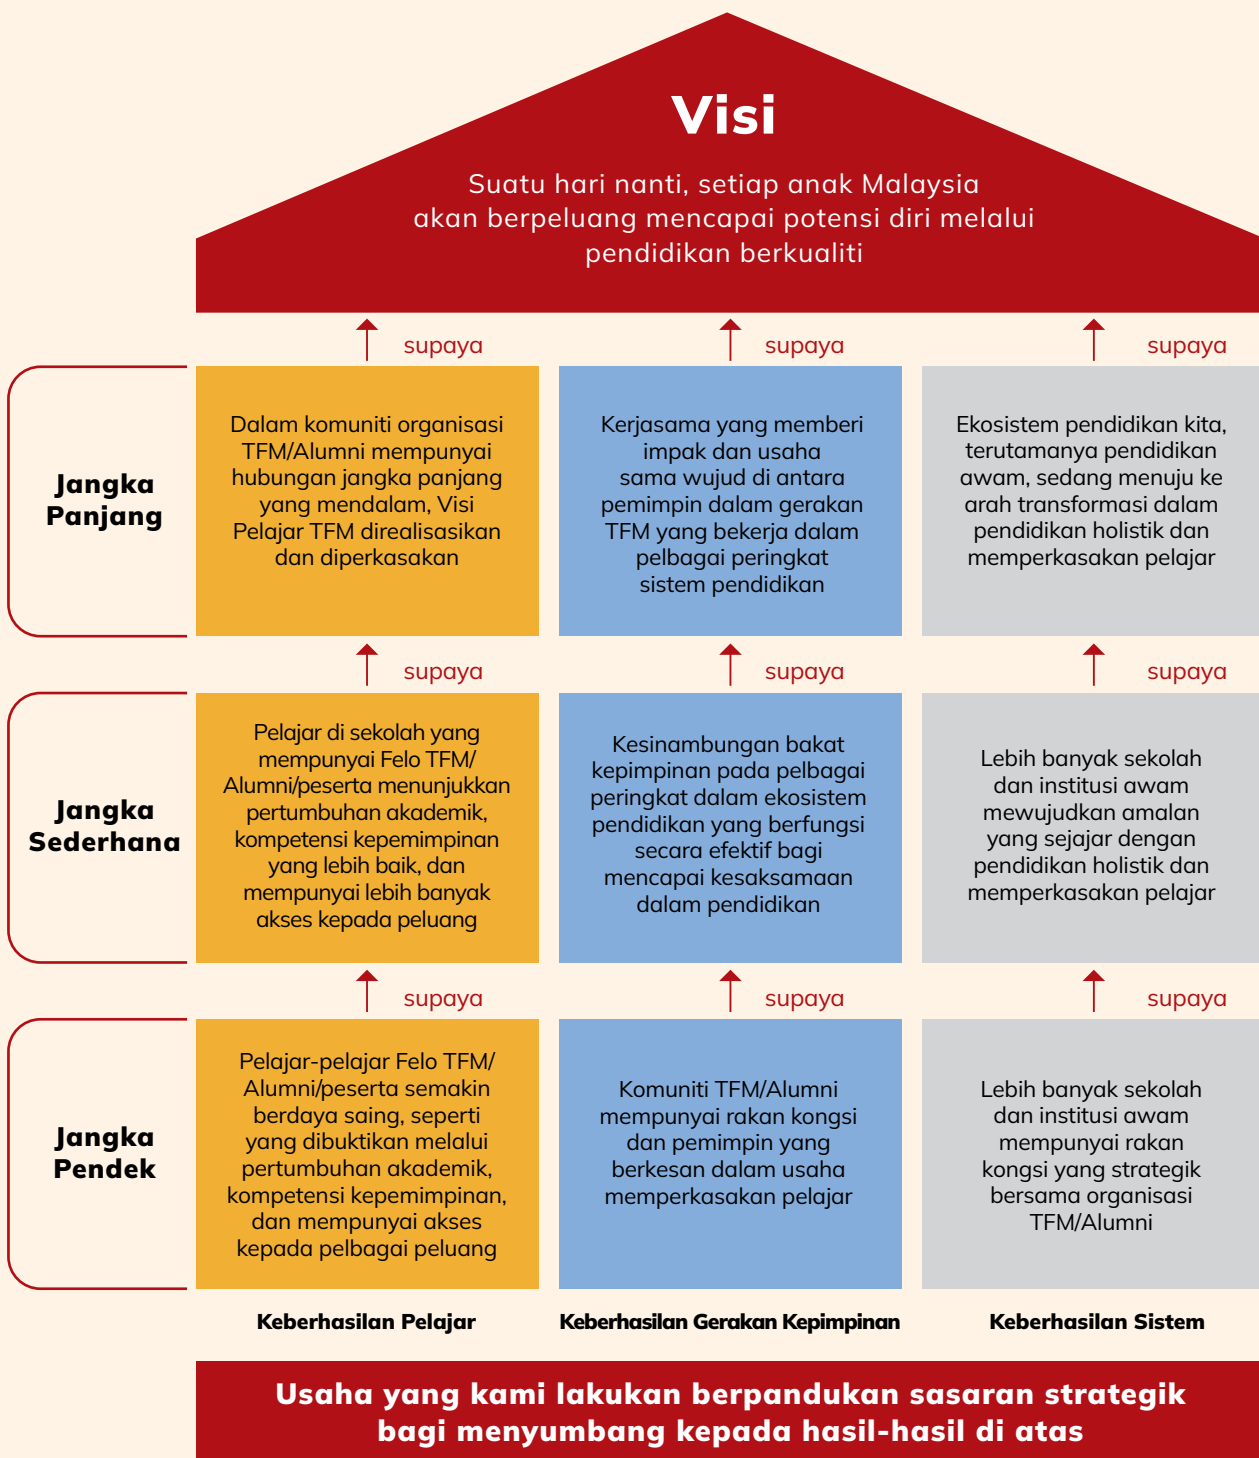 Visi
Suatu hari nanti, setiap anak Malaysia
akan berpeluang mencapai potensi diri melalui
pendidikan berkualiti
supaya
supaya
supaya
Jangka
Panjang
Dalam komuniti organisasi
TFM/Alumni mempunyai
hubungan jangka panjang
yang mendalam, Visi
Pelajar TFM direalisasikan
dan diperkasakan
Kerjasama yang memberi
impak dan usaha
sama wujud di antara
pemimpin dalam gerakan
TFM yang bekerja dalam
pelbagai peringkat
sistem pendidikan
Ekosistem pendidikan kita,
terutamanya pendidikan
awam, sedang menuju ke
arah transformasi dalam
pendidikan holistik dan
memperkasakan pelajar
supaya
supaya
supaya
Jangka
Sederhana
Pelajar di sekolah yang
mempunyai Felo TFM/
Alumni/peserta menunjukkan
pertumbuhan akademik,
kompetensi kepemimpinan
yang lebih baik, dan
mempunyai lebih banyak
akses kepada peluang
Kesinambungan bakat
kepimpinan pada pelbagai
peringkat dalam ekosistem
pendidikan yang berfungsi
secara efektif bagi
mencapai kesaksamaan
dalam pendidikan
Lebih banyak sekolah
dan institusi awam
mewujudkan amalan
yang sejajar dengan
pendidikan holistik dan
memperkasakan pelajar
supaya
supaya
supaya
Jangka
Pendek
Pelajar-pelajar Felo TFM/
Alumni/peserta semakin
berdaya saing, seperti
yang dibuktikan melalui
pertumbuhan akademik,
kompetensi kepemimpinan,
dan mempunyai akses
kepada pelbagai peluang
Komuniti TFM/Alumni
mempunyai rakan kongsi
dan pemimpin yang
berkesan dalam usaha
memperkasakan pelajar
Lebih banyak sekolah
dan institusi awam
mempunyai rakan
kongsi yang strategik
bersama organisasi
TFM/Alumni
Keberhasilan Pelajar
Keberhasilan Gerakan Kepimpinan
Keberhasilan Sistem
Usaha yang kami lakukan berpandukan sasaran strategik
bagi menyumbang kepada hasil-hasil di atas